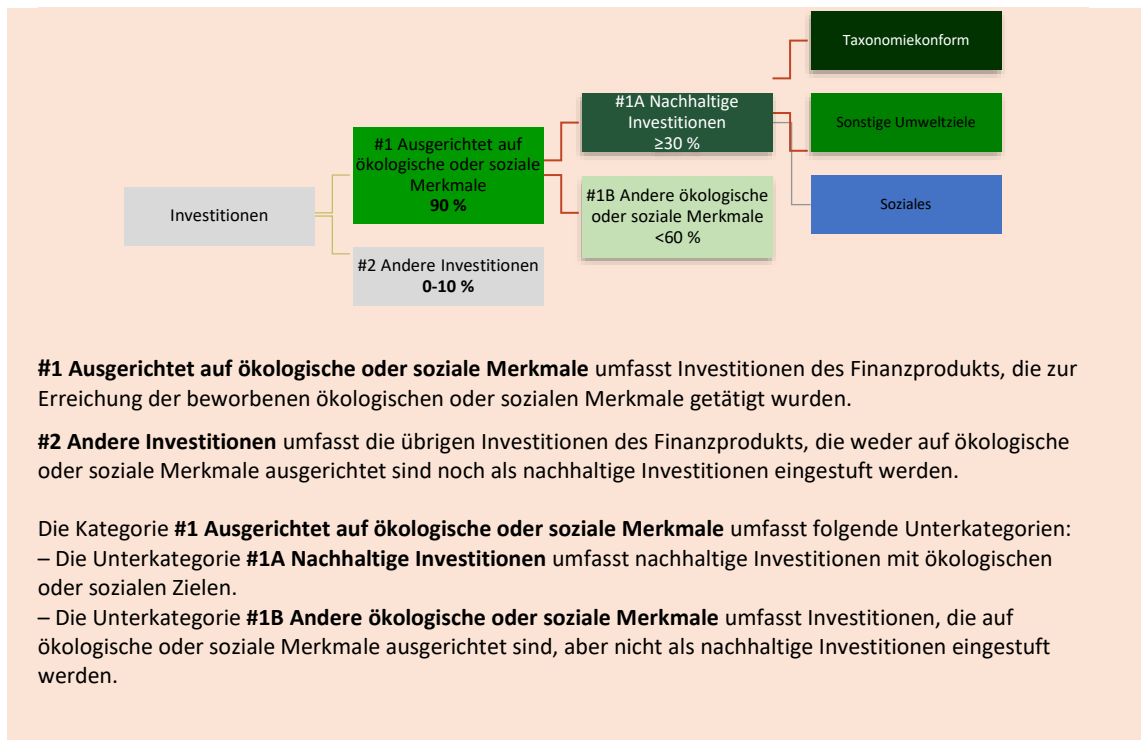 Investitionen
#1 Ausgerichtet auf
ökologische oder soziale
Merkmale
90 %
#2 Andere Investitionen
0-10 %
#1A Nachhaltige
Investitionen
≥30 %
#1B Andere ökologische
oder soziale Merkmale
<60 %
Taxonomiekonform
Sonstige Umweltziele
Soziales
#1 Ausgerichtet auf ökologische oder soziale Merkmale umfasst Investitionen des Finanzprodukts, die zur
Erreichung der beworbenen ökologischen oder sozialen Merkmale getätigt wurden.
#2 Andere Investitionen umfasst die übrigen Investitionen des Finanzprodukts, die weder auf ökologische
oder soziale Merkmale ausgerichtet sind noch als nachhaltige Investitionen eingestuft werden.
Die Kategorie #1 Ausgerichtet auf ökologische oder soziale Merkmale umfasst folgende Unterkategorien:
– Die Unterkategorie #1A Nachhaltige Investitionen umfasst nachhaltige Investitionen mit ökologischen
oder sozialen Zielen.
– Die Unterkategorie #1B Andere ökologische oder soziale Merkmale umfasst Investitionen, die auf
ökologische oder soziale Merkmale ausgerichtet sind, aber nicht als nachhaltige Investitionen eingestuft
werden.